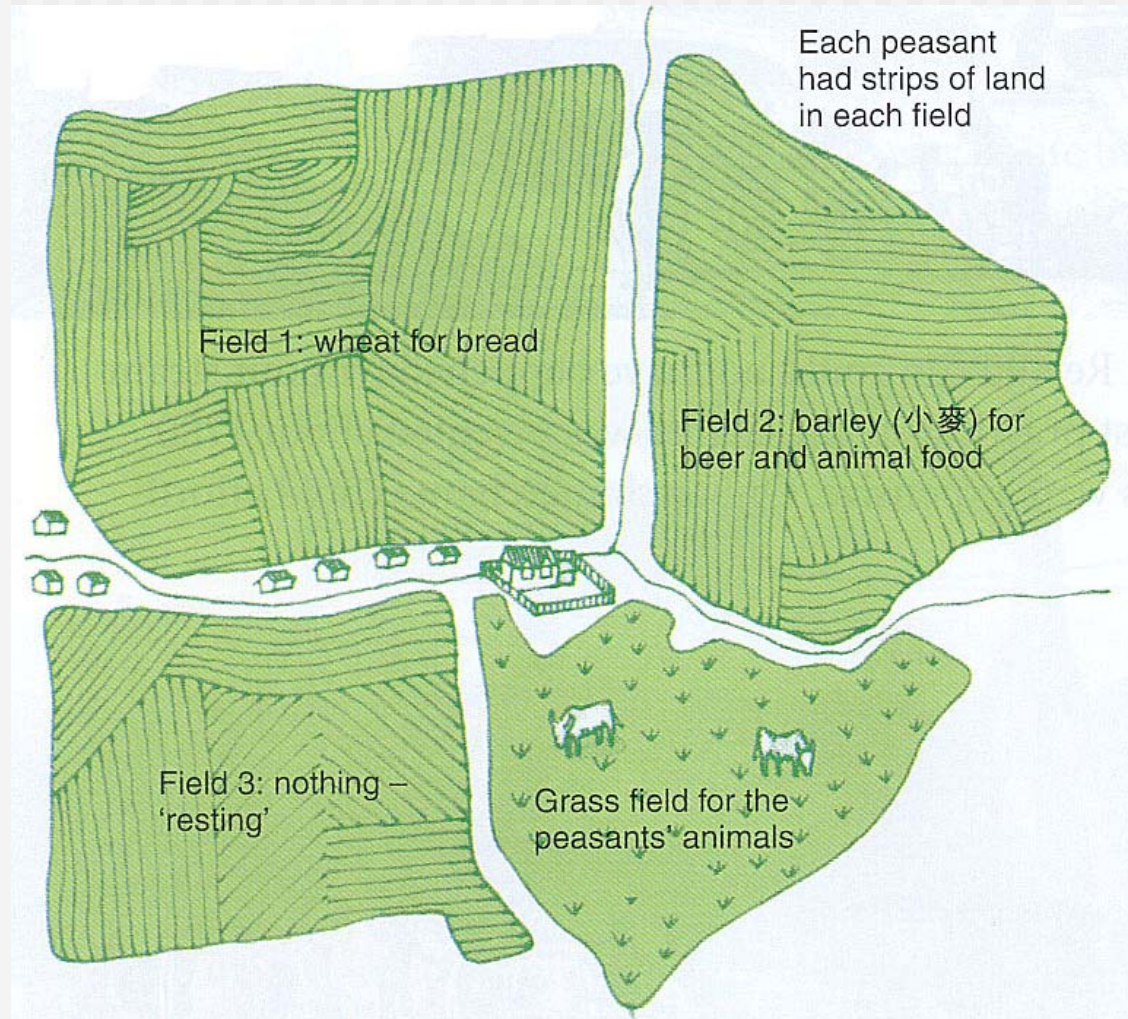 Each peasant
had strips of land
in each field
Field 1: wheat for bread
Field 2: barley (小麥) for
beer and animal food
Field 3: nothing –
‘resting’
Grass field for the
peasants’ animals